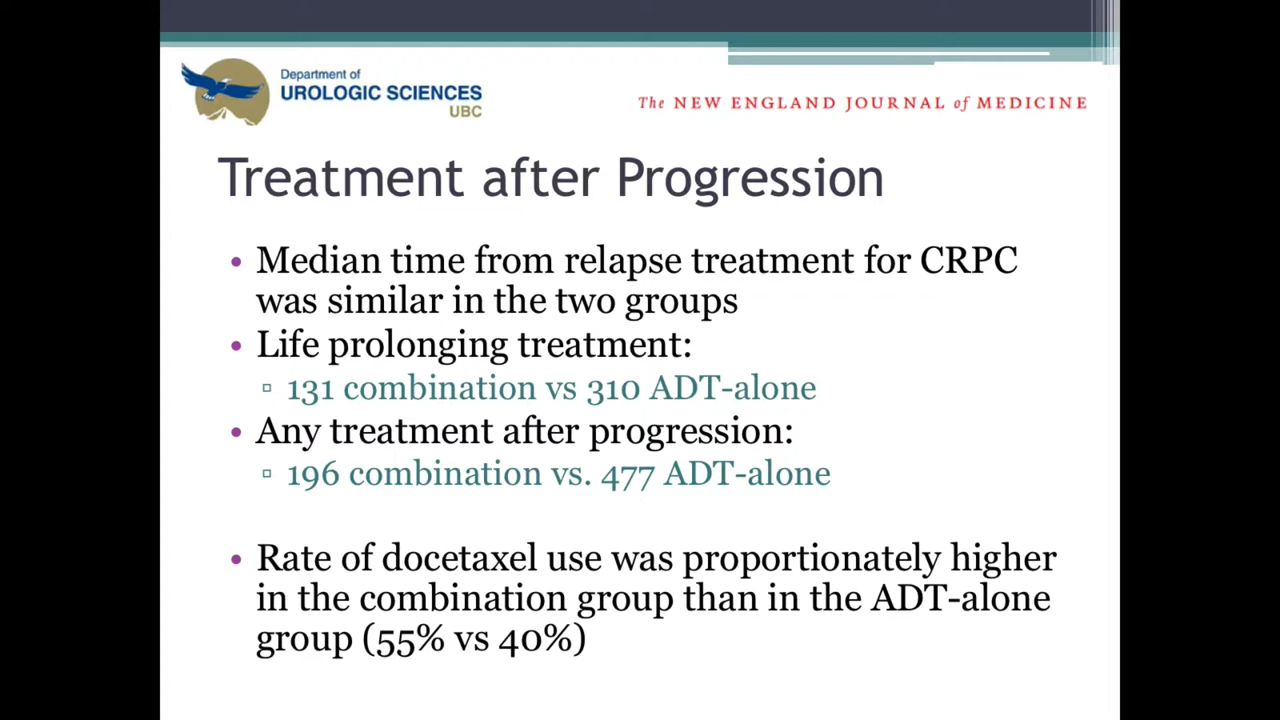 Department of
UROLOGIC SCIENCES
UBC
The NEW ENGLAND JOURNAL of MEDICINE
Treatment after Progression
• Median time from relapse treatment for CRPC
was similar in the two groups
• Life prolonging treatment:
▫ 131 combination vs 310 ADT-alone
• Any treatment after progression:
▫ 196 combination vs. 477 ADT-alone
• Rate of docetaxel use was proportionately higher
in the combination group than in the ADT-alone
group (55% vs 40%)